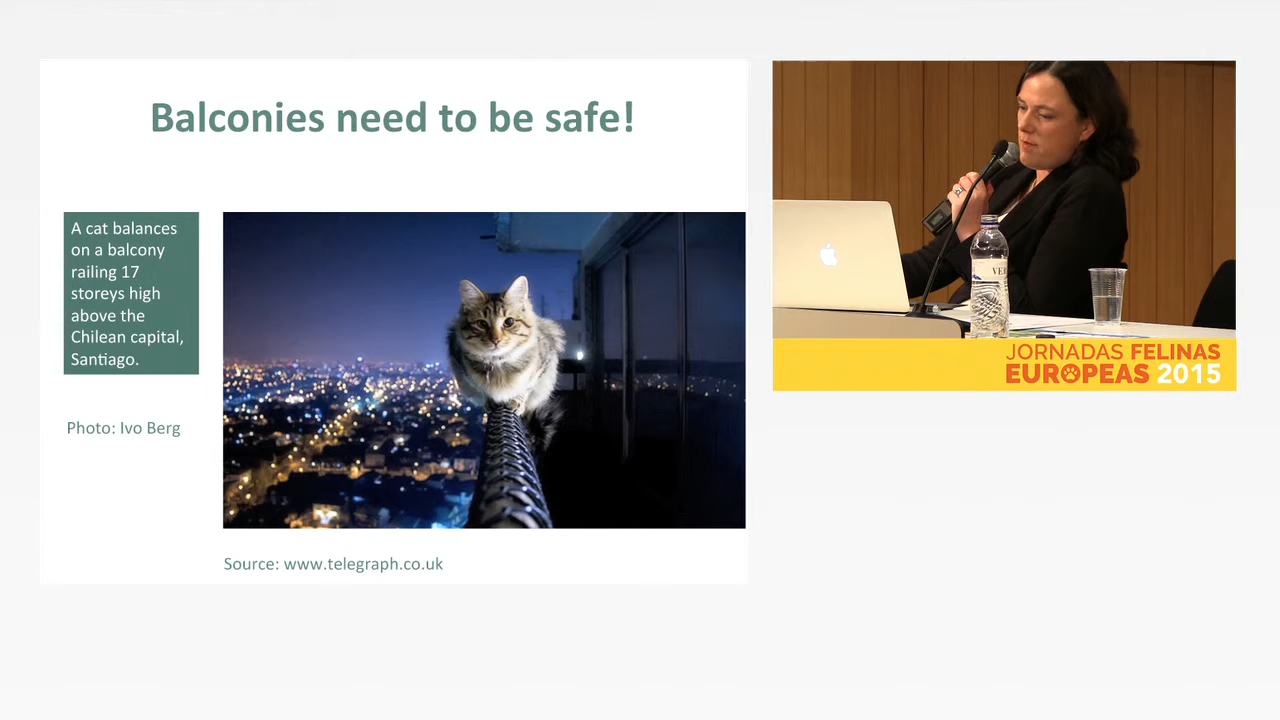 Balconies need to be safe!
A cat balances
on a balcony
railing 17
storeys high
above the
Chilean capital,
Santiago.
Photo: Ivo Berg
Source: www.telegraph.co.uk
JORNADAS FELINAS
EUROPEAS 2015